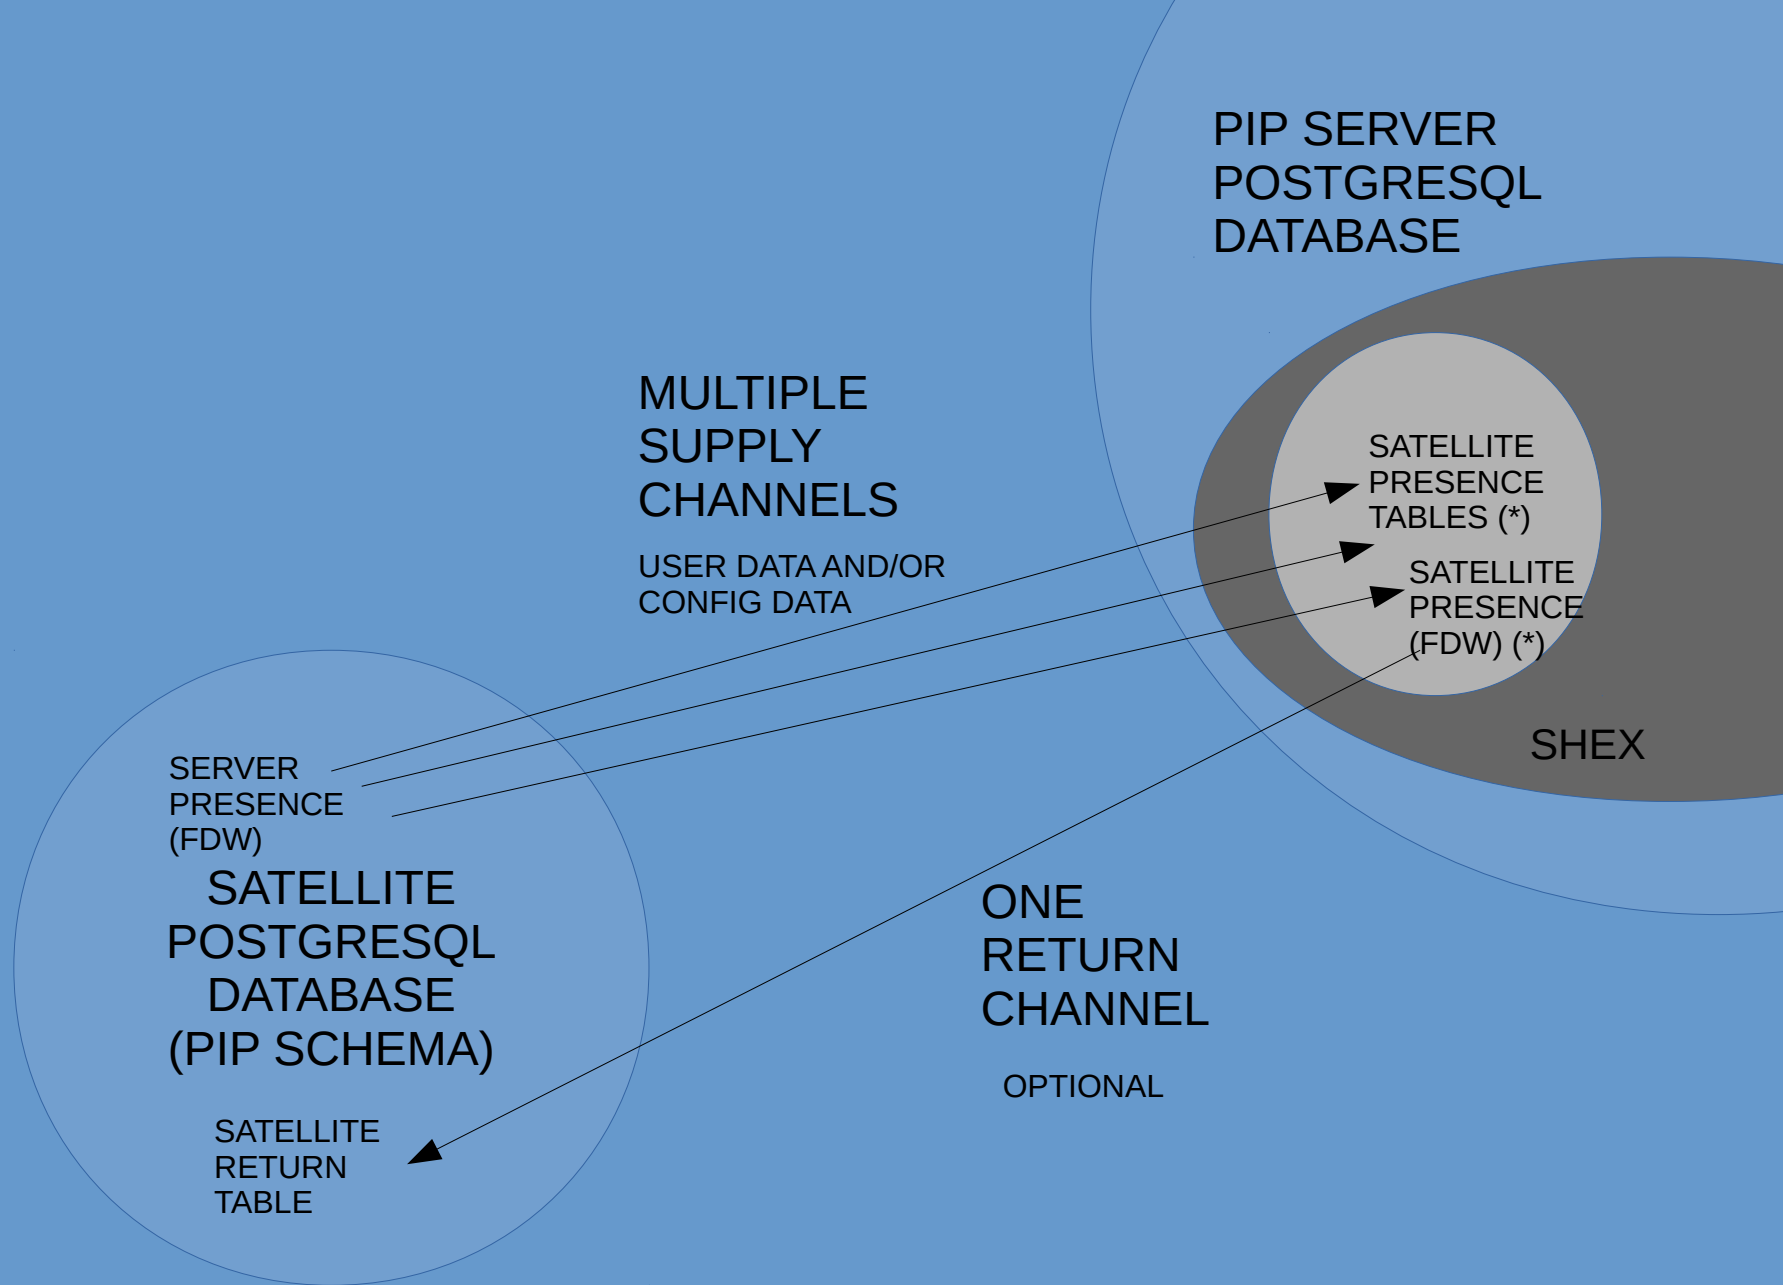 PIP SERVER
POSTGRESQL
DATABASE
MULTIPLE
SUPPLY
CHANNELS
USER DATA AND/OR
CONFIG DATA
SATELLITE
PRESENCE
TABLES (*)
SATELLITE
PRESENCE
(FDW) (*)
SHEX
SERVER
PRESENCE
(FDW)
SATELLITE
POSTGRESQL
DATABASE
(PIP SCHEMA)
SATELLITE
RETURN
TABLE
ONE
RETURN
CHANNEL
OPTIONAL